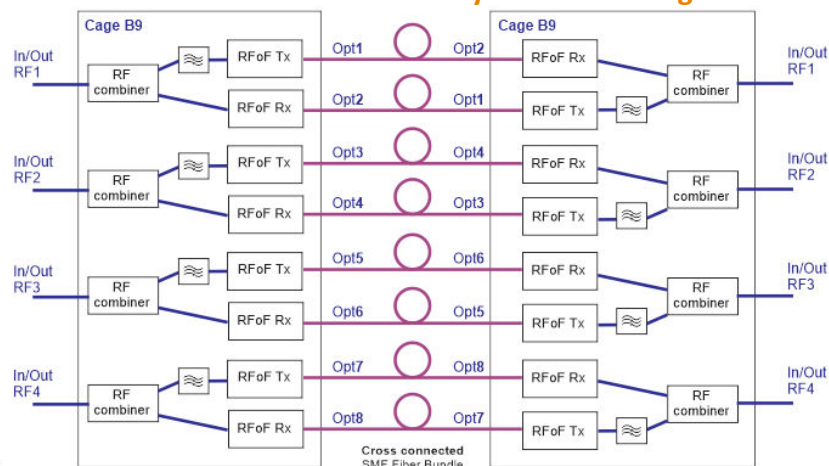 Cage B9
Cage B9
In/Out
RF1
RF
combiner
RFoF Tx
Opt1
Opt2
RFoF Rx
RF
combiner
In/Out
RF1
RFoF Rx
Opt2
Opt1
RFoF Tx
In/Out
RF2
RF
combiner
RFoF Tx
Opt3
Opt4
RFoF Rx
RF
combiner
In/Out
RF2
RFoF Rx
Opt4
Opt3
RFoF Tx
In/Out
RF3
RF
combiner
RFoF Tx
Opt5
Opt6
RFoF Rx
RF
combiner
In/Out
RF3
RFoF Rx
Opt6
Opt5
RFoF Tx
In/Out
RF4
RF
combiner
RFoF Tx
Opt7
Opt8
RFoF Rx
RF
combiner
In/Out
RF4
RFoF Rx
Opt8
Opt7
RFoF Tx
Cross connected
SMF Fiber Bundle